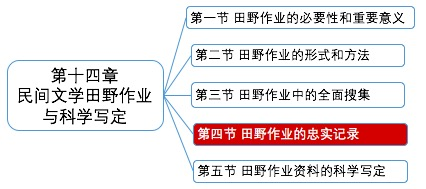 第十四章
民间文学田野作业
与科学写定
第一节 田野作业的必要性和重要意义
第二节 田野作业的形式和方法
第三节 田野作业中的全面搜集
第四节 田野作业的忠实记录
第五节 田野作业资料的科学写定